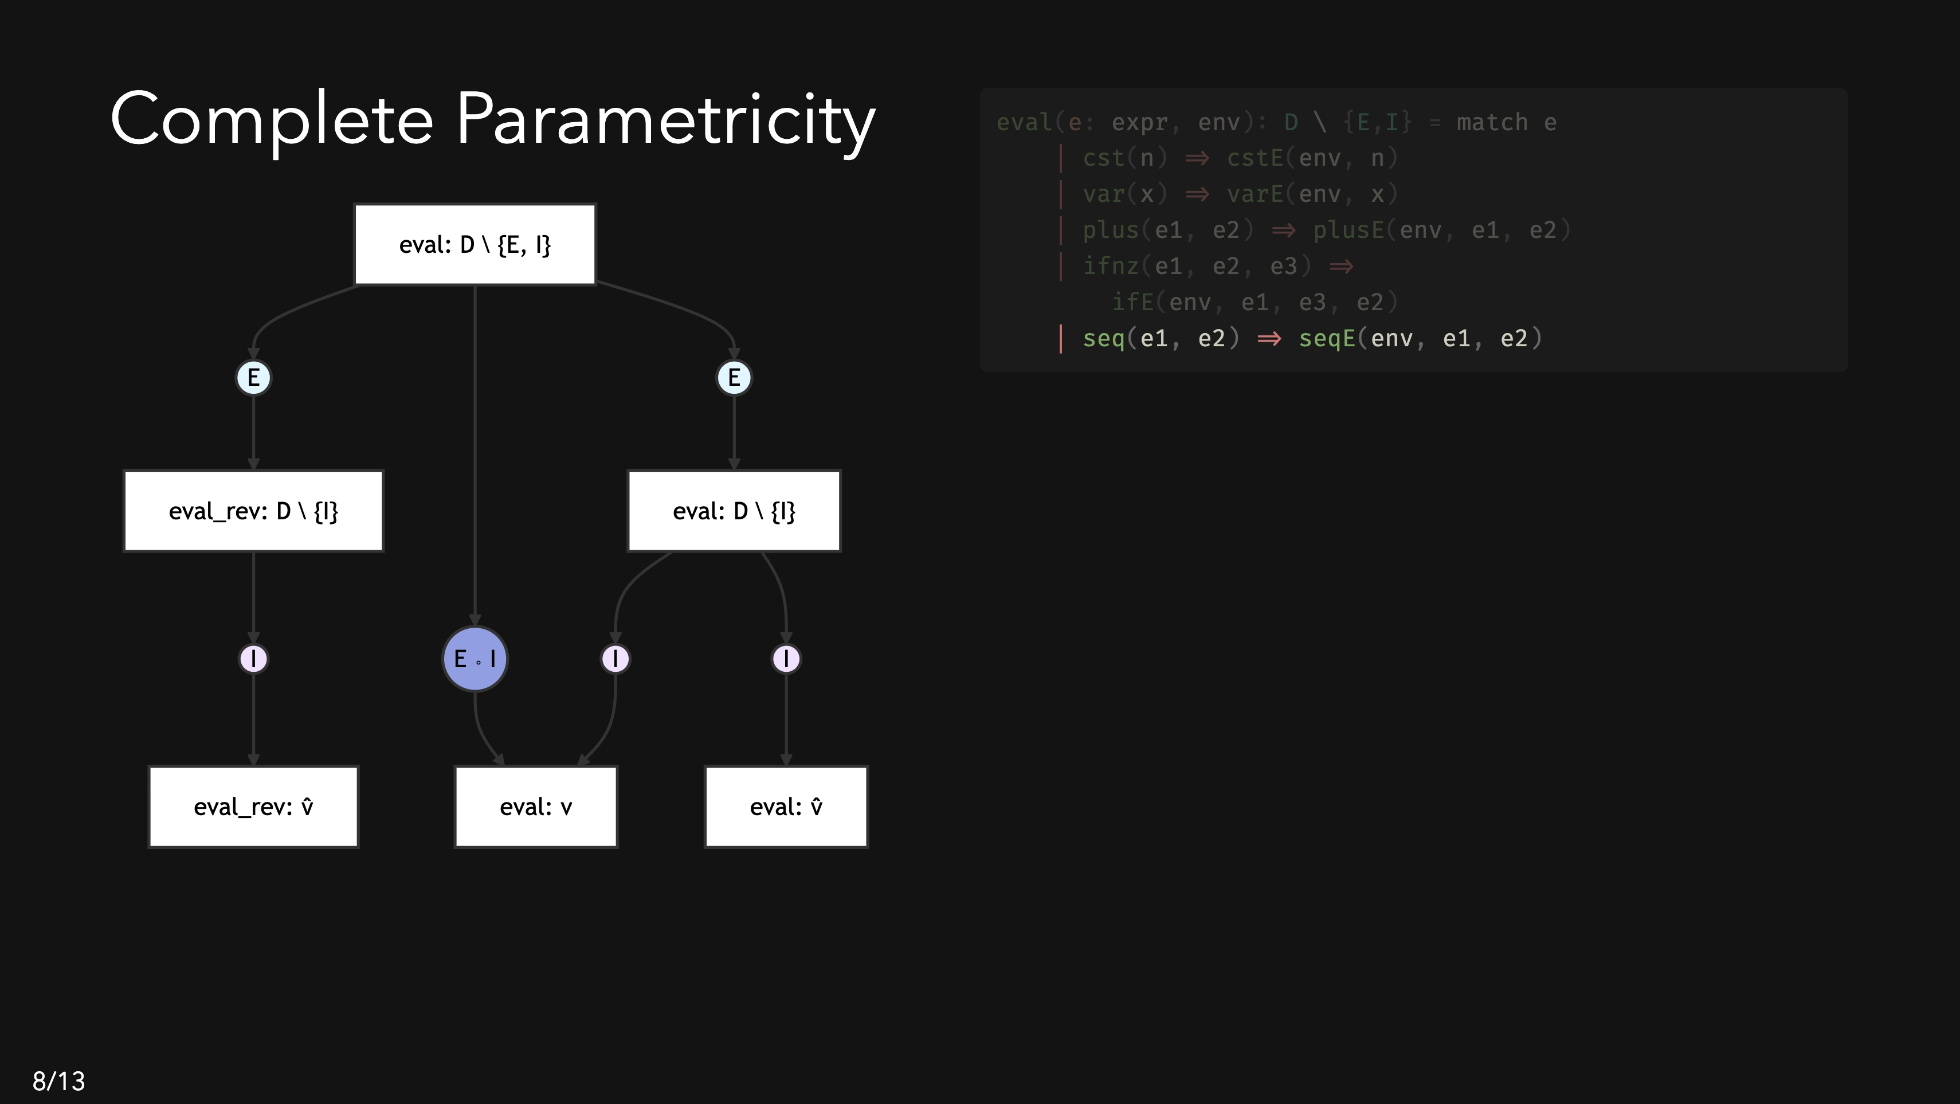 Complete Parametricity
eval(e: expr, env): D \ {E,I} = match e
| cst(n) ⇒ cstE(env, n)
| var(x) ⇒ varE(env, x)
| plus(e1, e2) ⇒ plusE(env, e1, e2)
| ifnz(e1, e2, e3) ⇒
ifE(env, e1, e3, e2)
| seq(e1, e2) ⇒ seqE(env, e1, e2)
eval: D \ {E, I}
E
E
eval_rev: D \ {I}
eval: D \ {I}
I
E ∘ I
I
I
eval_rev: v̂
eval: v
eval: v̂
8/13